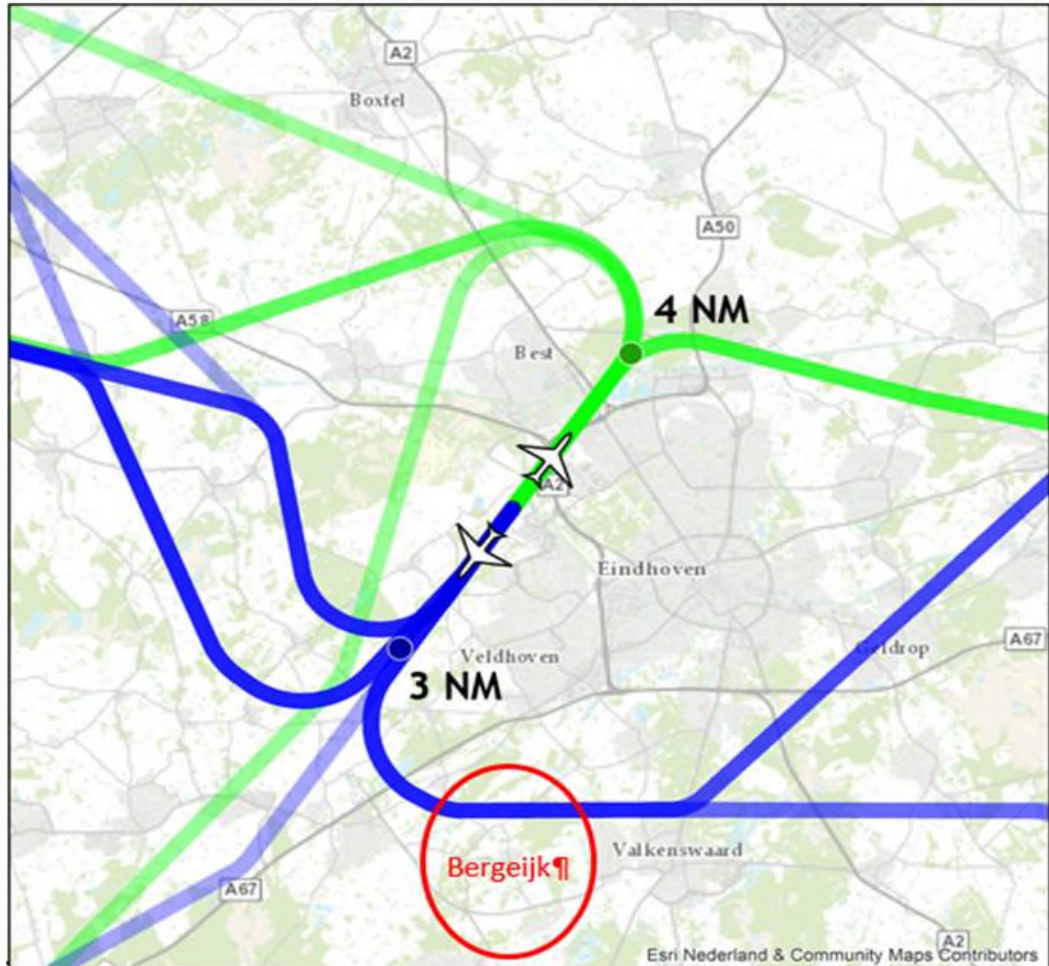 A2
Boxtel
A50
4 NM
A58
Best
A2
Eindhoven
Veldhoven
Geldrop
A67
3 NM
Bergeijk¶
Valkenswaard
A67
A2
Esri Nederland & Community Maps Contributors